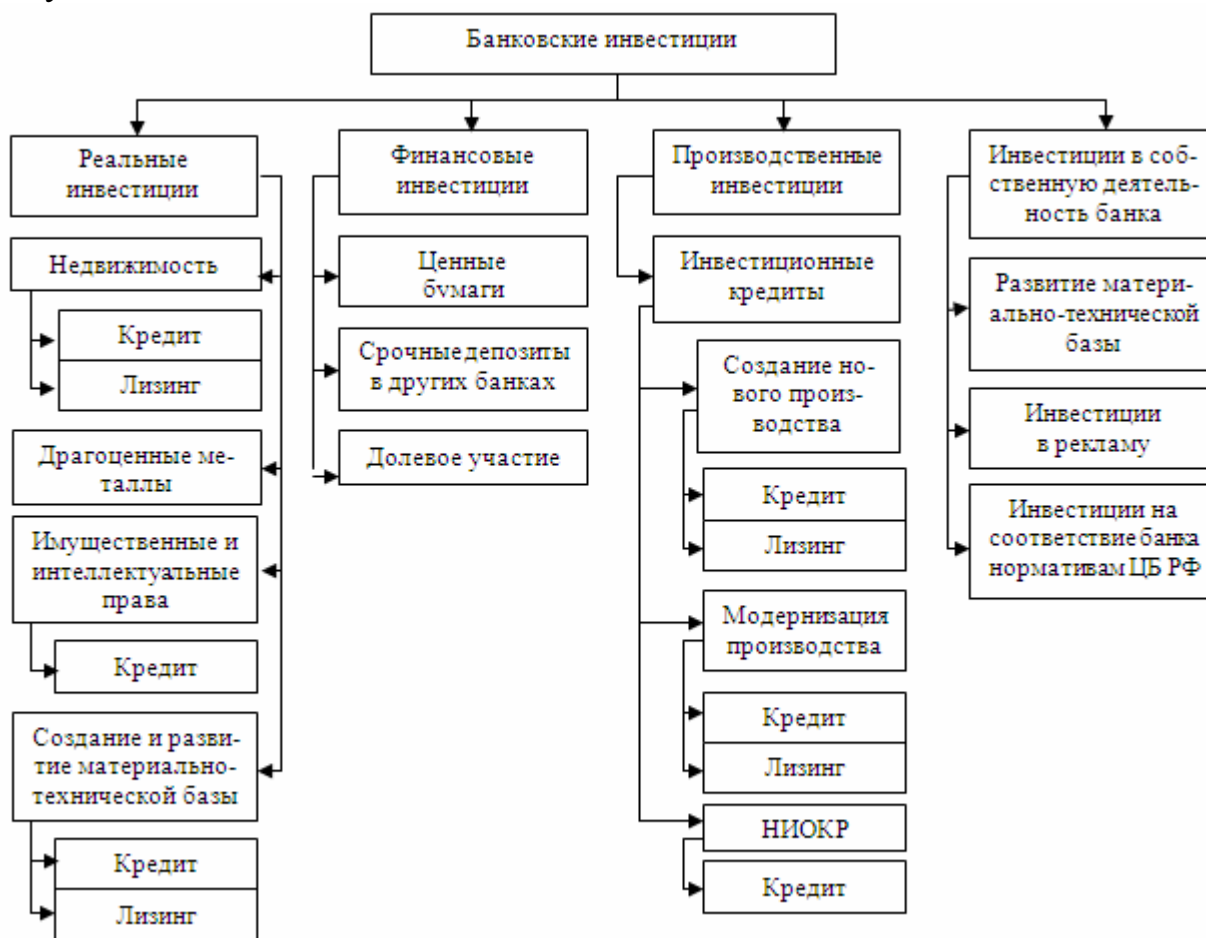 Банковские инвестиции
Реальные
инвестиции
Недвижимость
Кредит
Лизинг
Драгоценные ме-
таллы
Имущественные и
интеллектуальные
права
Кредит
Создание и разви-
тие материально-
технической базы
Кредит
Лизинг
Финансовые
инвестиции
Ценные
бумаги
Срочные депозиты
в других банках
Долевое участие
Производственные
инвестиции
Инвестиционные
кредиты
Создание но-
вого произ-
водства
Кредит
Лизинг
Модернизация
производства
Кредит
Лизинг
НИОКР
Кредит
Инвестиции в соб-
ственную деятель-
ность банка
Развитие матери-
ально-технической
базы
Инвестиции
в рекламу
Инвестиции на
соответствие банка
нормативам ЦБ РФ